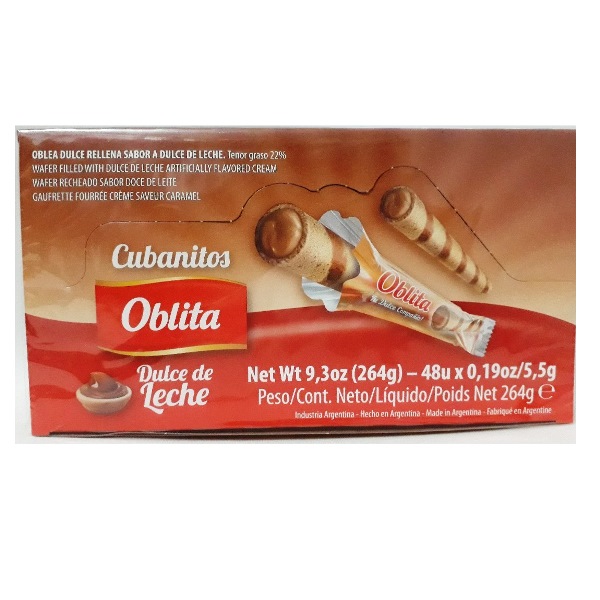 OBLEA DULCE RELLENA SABOR A DULCE DE LECHE. Tenor graso 22%
WAFER FILLED WITH DULCE DE LECHE ARTIFICIALLY FLAVORED CREAM
WAFER RECHEADO SABOR DOCE DE LEITE
GAUFRETTE FOURRÉE CRÈME SAVEUR CARAMEL
Cubanitos
Oblita
Dulce de
Leche
Oblita
Tu Dulce Compañía!
Net Wt 9,3oz (264g) – 48u x 0,19oz/5,5g
Peso/Cont. Neto/Líquido/Poids Net 264g ℮
Industria Argentina - Hecho en Argentina - Made in Argentina - Fabriqué en Argentine